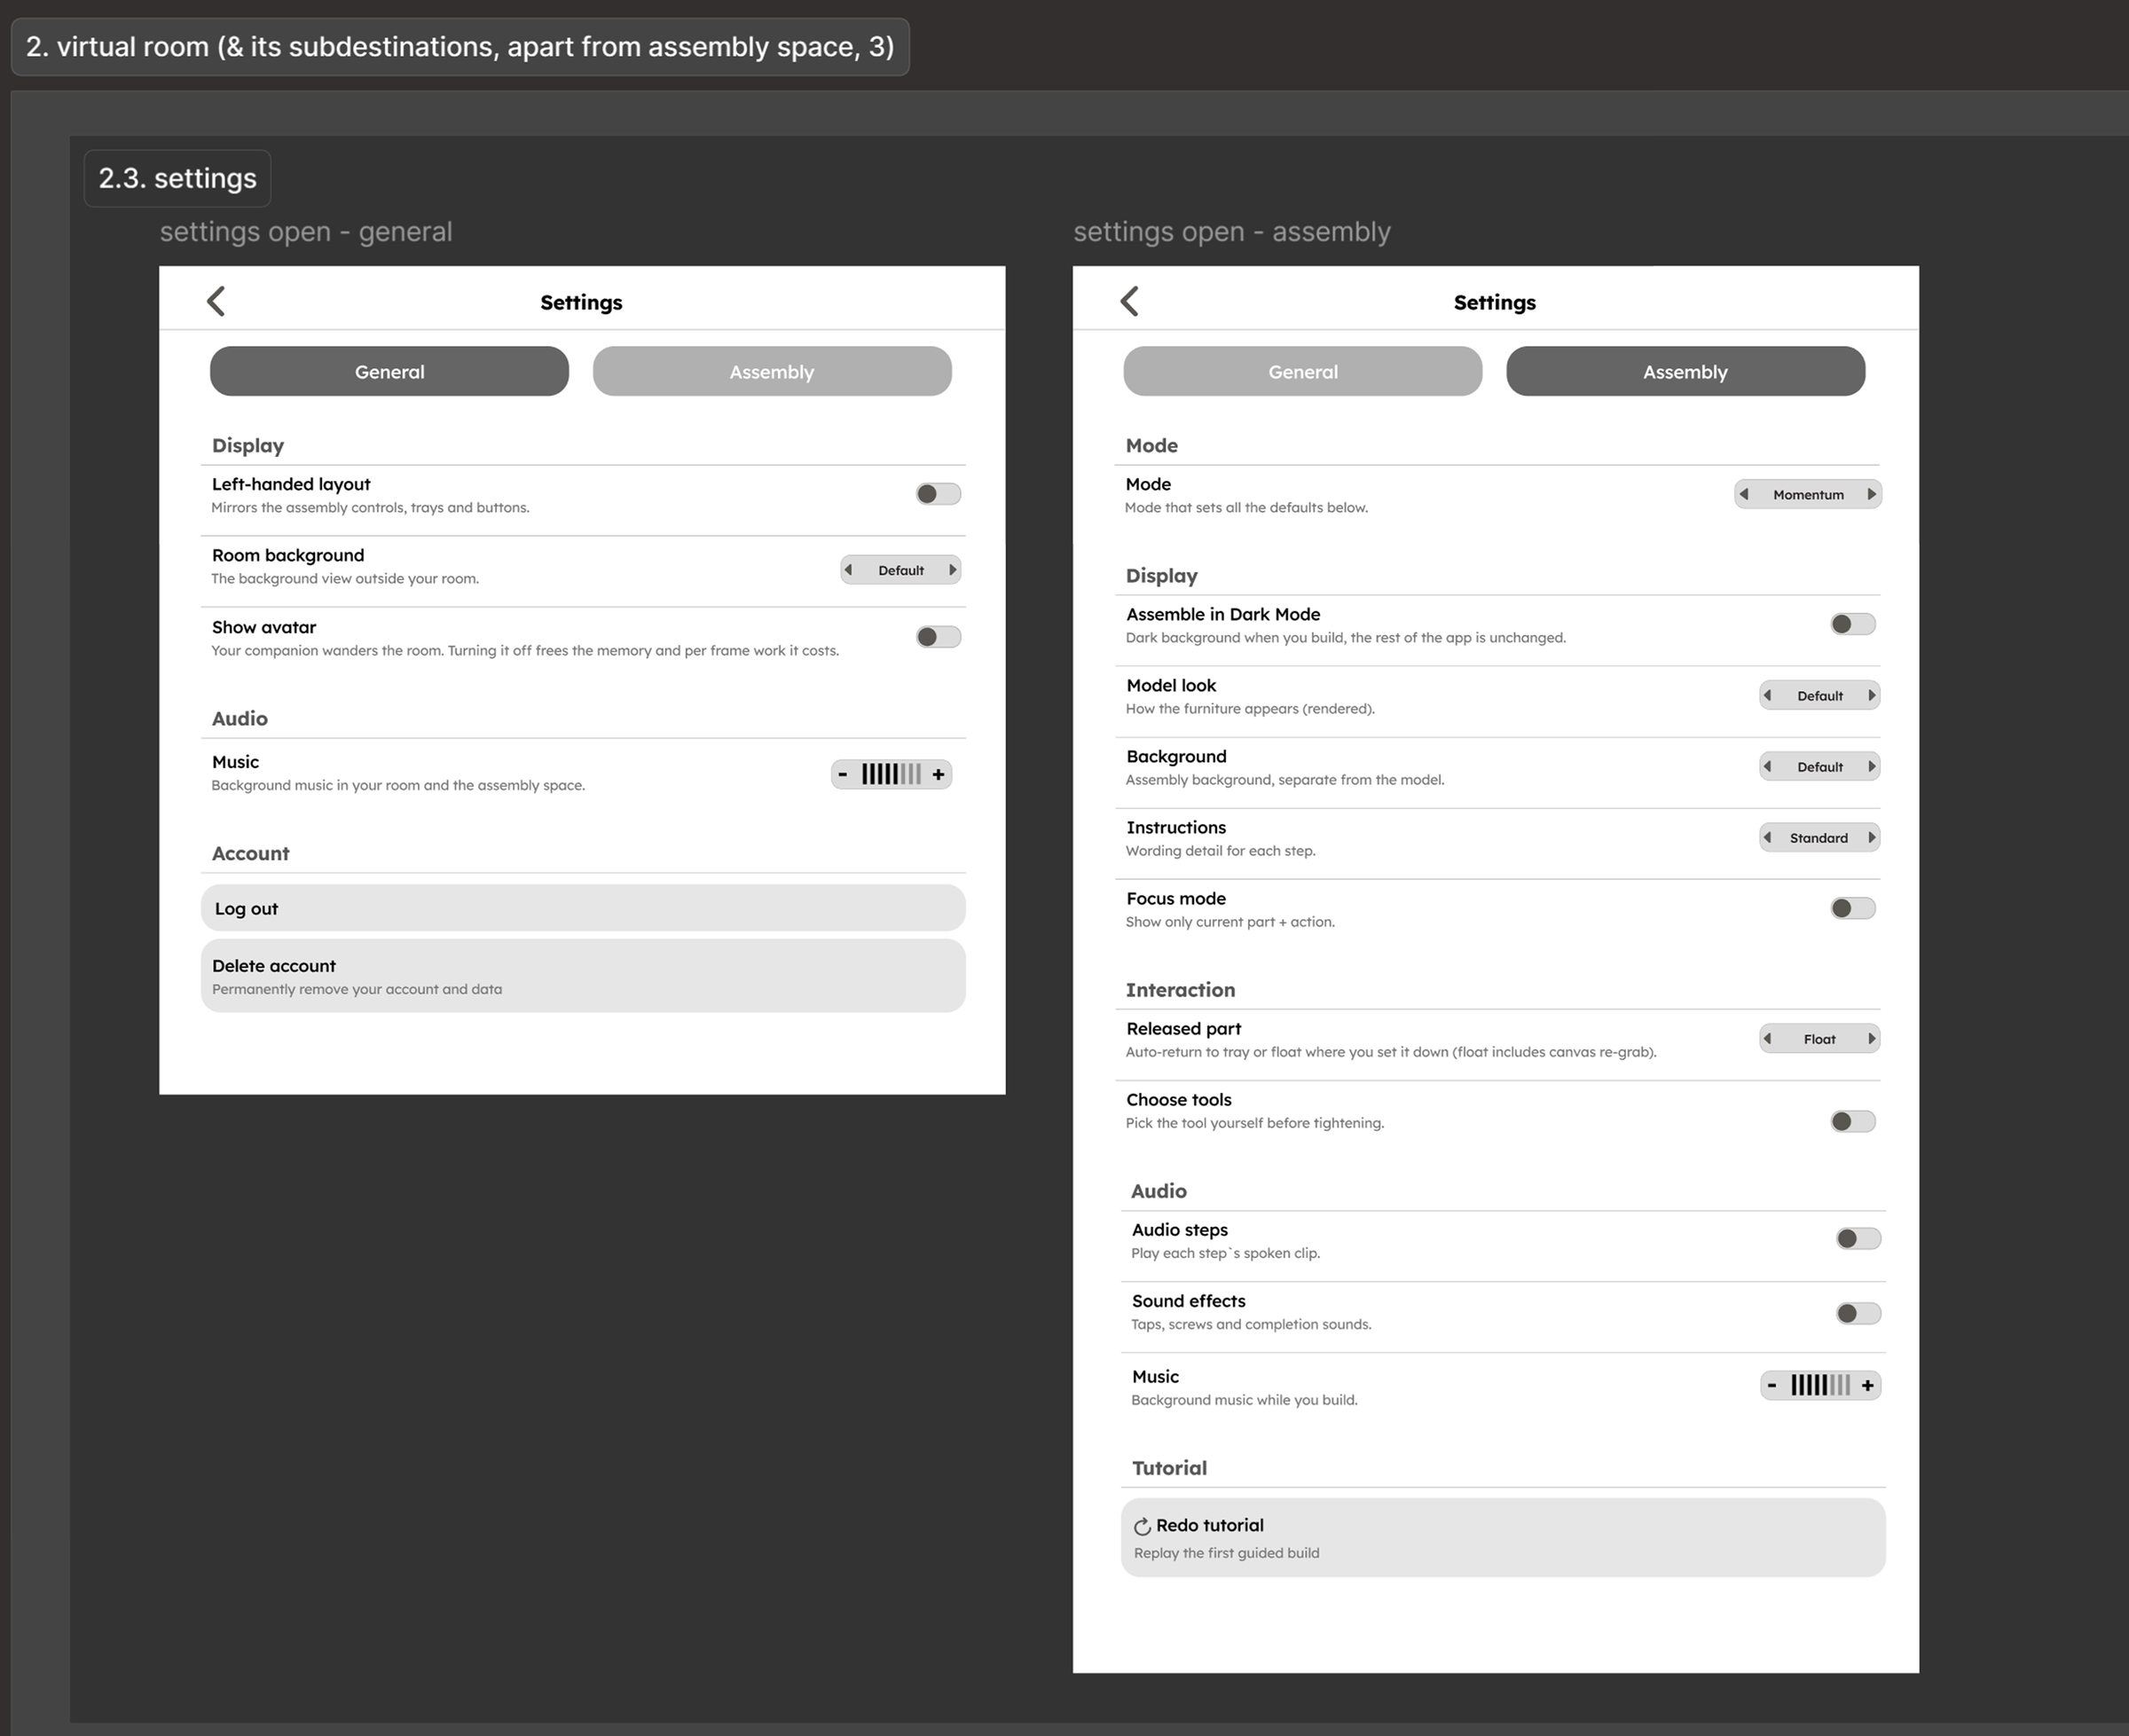 2. virtual room (& its subdestinations, apart from assembly space, 3)
2.3. settings
settings open - general
Settings
General
Assembly
Display
Left-handed layout
Mirrors the assembly controls, trays and buttons.
Room background
The background view outside your room.
Default
Show avatar
Your companion wanders the room. Turning it off frees the memory and per frame work it costs.
Audio
Music
Background music in your room and the assembly space.
- +
Account
Log out
Delete account
Permanently remove your account and data
settings open - assembly
Settings
General
Assembly
Mode
Mode
Mode that sets all the defaults below.
Momentum
Display
Assemble in Dark Mode
Dark background when you build, the rest of the app is unchanged.
Model look
How the furniture appears (rendered).
Default
Background
Assembly background, separate from the model.
Default
Instructions
Wording detail for each step.
Standard
Focus mode
Show only current part + action.
Interaction
Released part
Auto-return to tray or float where you set it down (float includes canvas re-grab).
Float
Choose tools
Pick the tool yourself before tightening.
Audio
Audio steps
Play each step`s spoken clip.
Sound effects
Taps, screws and completion sounds.
Music
Background music while you build.
- +
Tutorial
Redo tutorial
Replay the first guided build